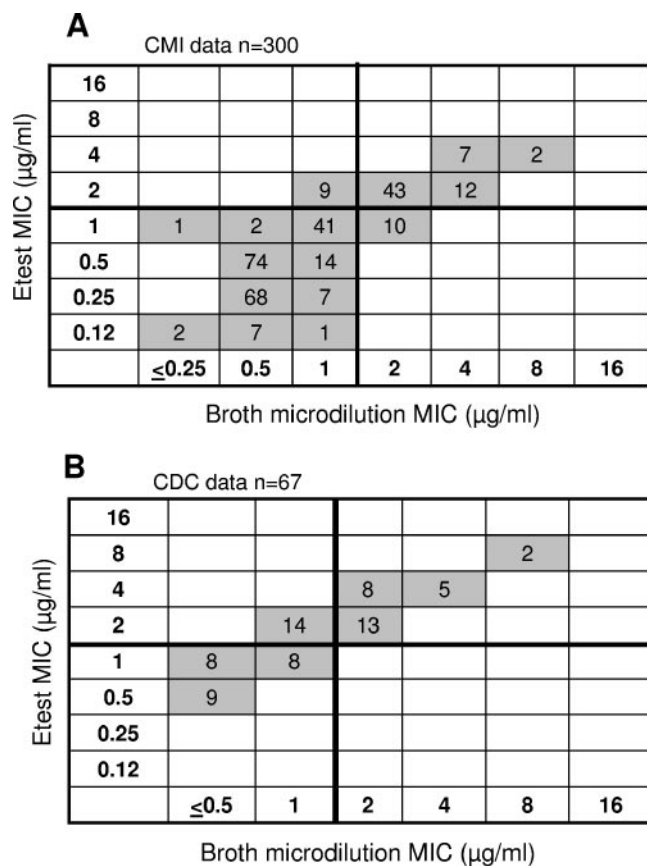 A
CMI data n=300
Etest MIC (µg/ml)
16
8
4 7 2
2 9 43 12
1 1 2 41 10
0.5 74 14
0.25 68 7
0.12 2 7 1
≤0.25 0.5 1 2 4 8 16
Broth microdilution MIC (µg/ml)
B
CDC data n=67
Etest MIC (µg/ml)
16
8 2
4 8 5
2 14 13
1 8 8
0.5 9
0.25
0.12
≤0.5 1 2 4 8 16
Broth microdilution MIC (µg/ml)